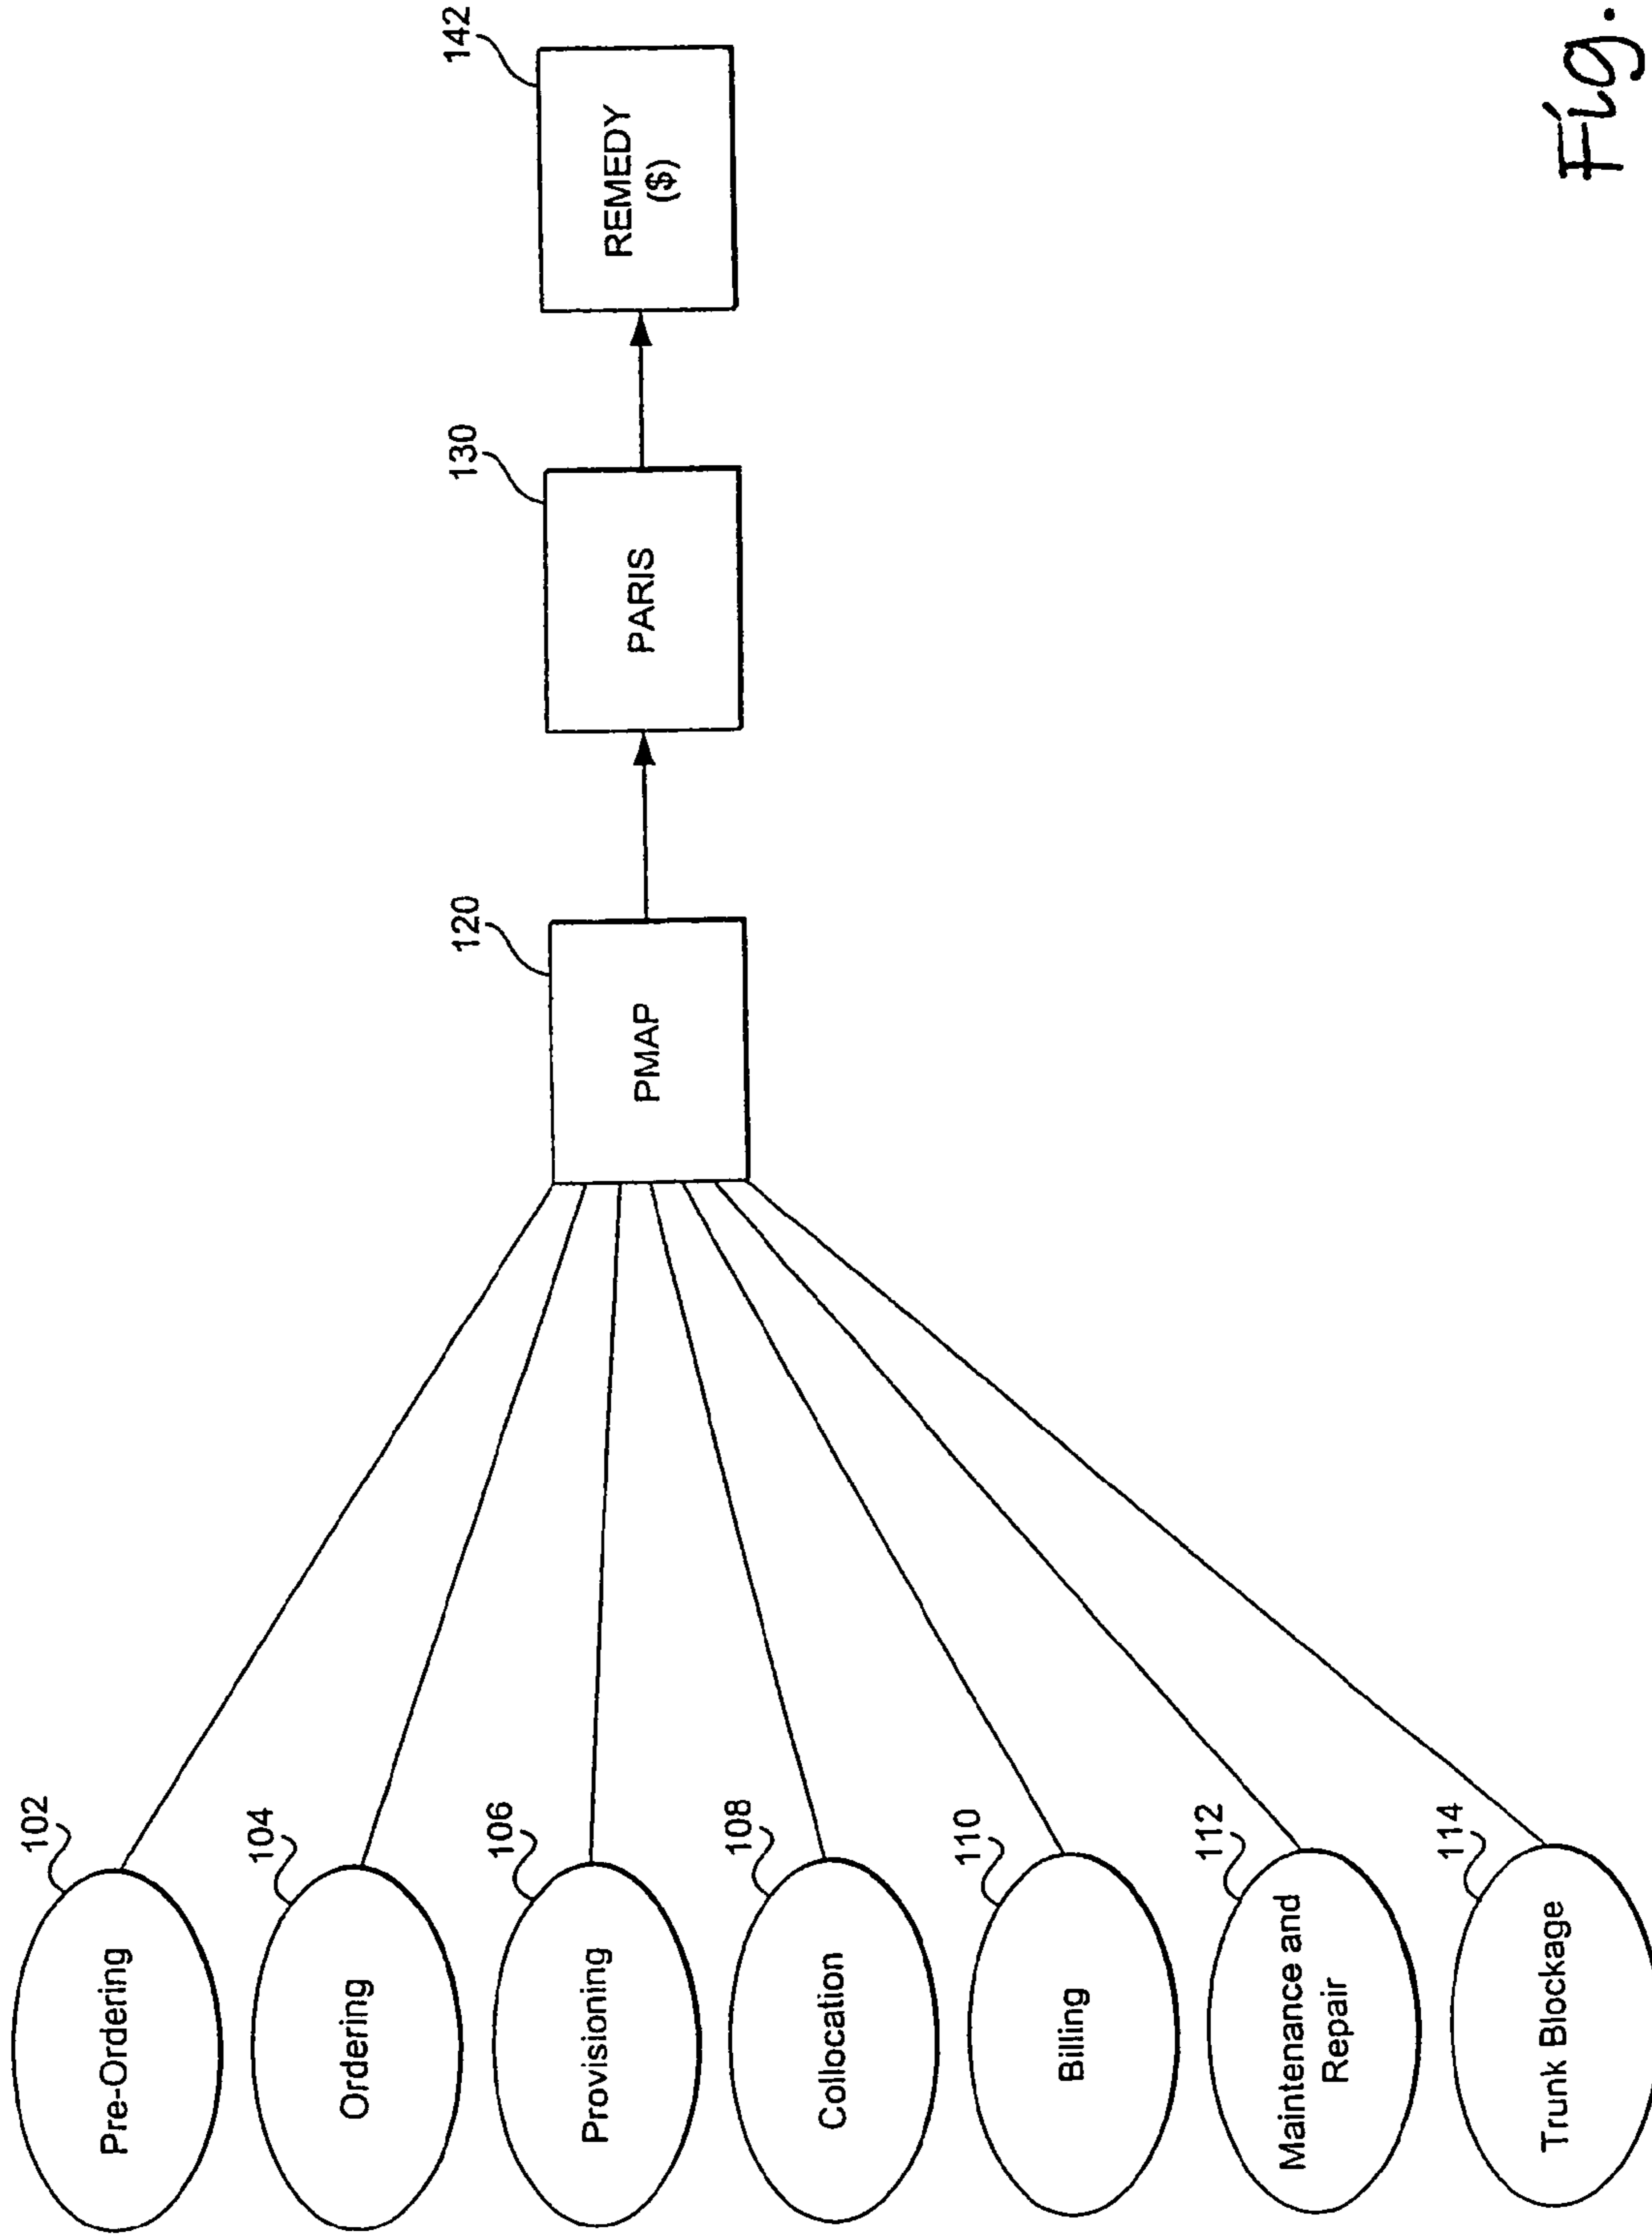 102
Pre-Ordering
104
Ordering
106
Provisioning
108
Collocation
110
Billing
112
Maintenance and
Repair
114
Trunk Blockage
120
PMAP
130
PARIS
142
REMEDY
($)
Fig.